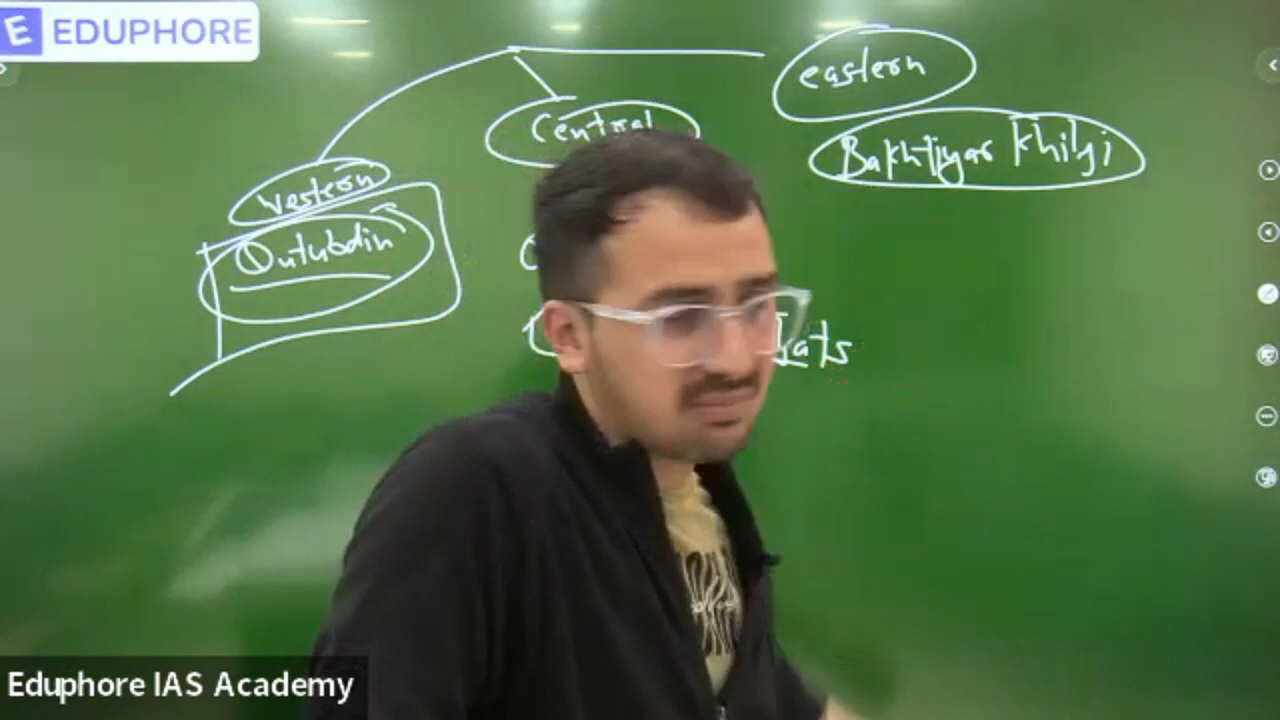 EDUPHORE
eastern
Central
Bakhtiyar Khilji
Western
Qutubdin
Eduphore IAS Academy